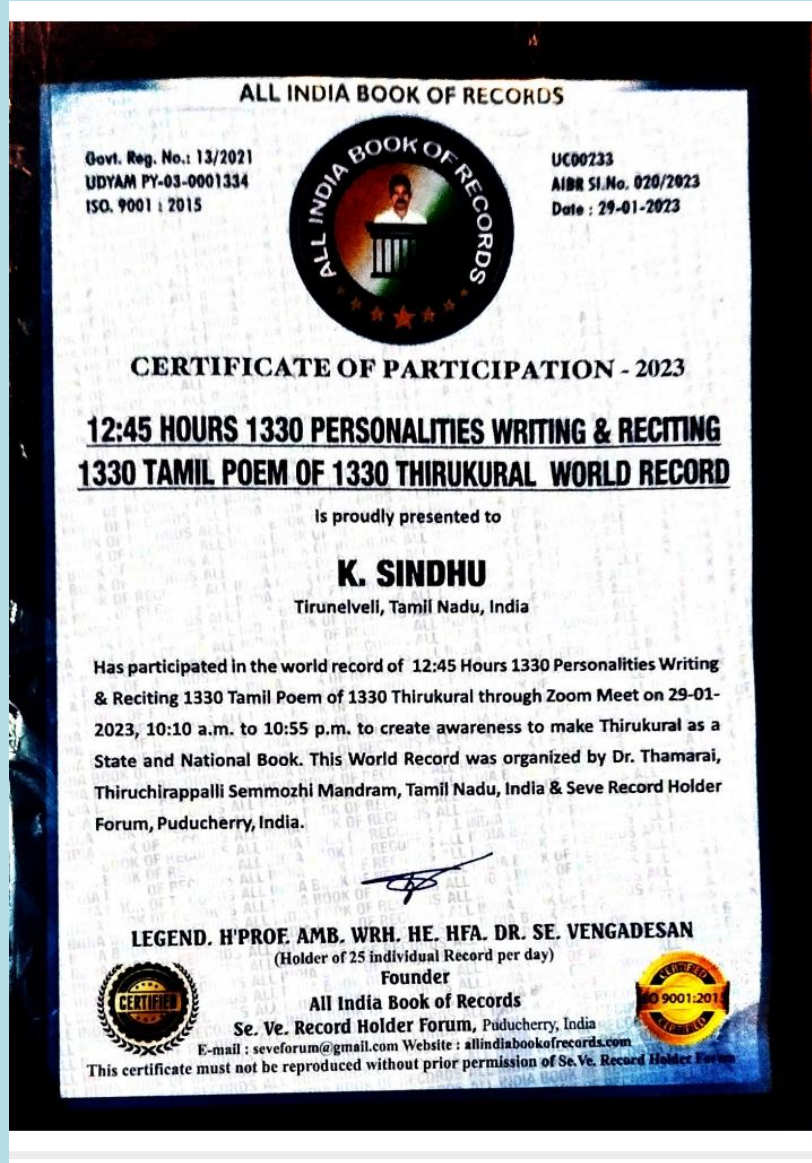 ALL INDIA BOOK OF RECORDS
Govt. Reg. No.: 13/2021
UDYAM PY-03-0001334
ISO. 9001 : 2015
ALL INDIA BOOK OF RECORDS
UC00233
AIBR Sl.No. 020/2023
Date : 29-01-2023
CERTIFICATE OF PARTICIPATION - 2023
12:45 HOURS 1330 PERSONALITIES WRITING & RECITING
1330 TAMIL POEM OF 1330 THIRUKURAL WORLD RECORD
Is proudly presented to
K. SINDHU
Tirunelveli, Tamil Nadu, India
Has participated in the world record of 12:45 Hours 1330 Personalities Writing
& Reciting 1330 Tamil Poem of 1330 Thirukural through Zoom Meet on 29-01-
2023, 10:10 a.m. to 10:55 p.m. to create awareness to make Thirukural as a
State and National Book. This World Record was organized by Dr. Thamarai,
Thiruchirappalli Semmozhi Mandram, Tamil Nadu, India & Seve Record Holder
Forum, Puducherry, India.
LEGEND. H'PROF. AMB. WRH. HE. HFA. DR. SE. VENGADESAN
(Holder of 25 individual Record per day)
Founder
All India Book of Records
Se. Ve. Record Holder Forum, Puducherry, India
E-mail : seveforum@gmail.com Website : allindiabookofrecords.com
This certificate must not be reproduced without prior permission of Se.Ve. Record Holder Forum
CERTIFIED
CERTIFIED
9001:201
CERTIFIED